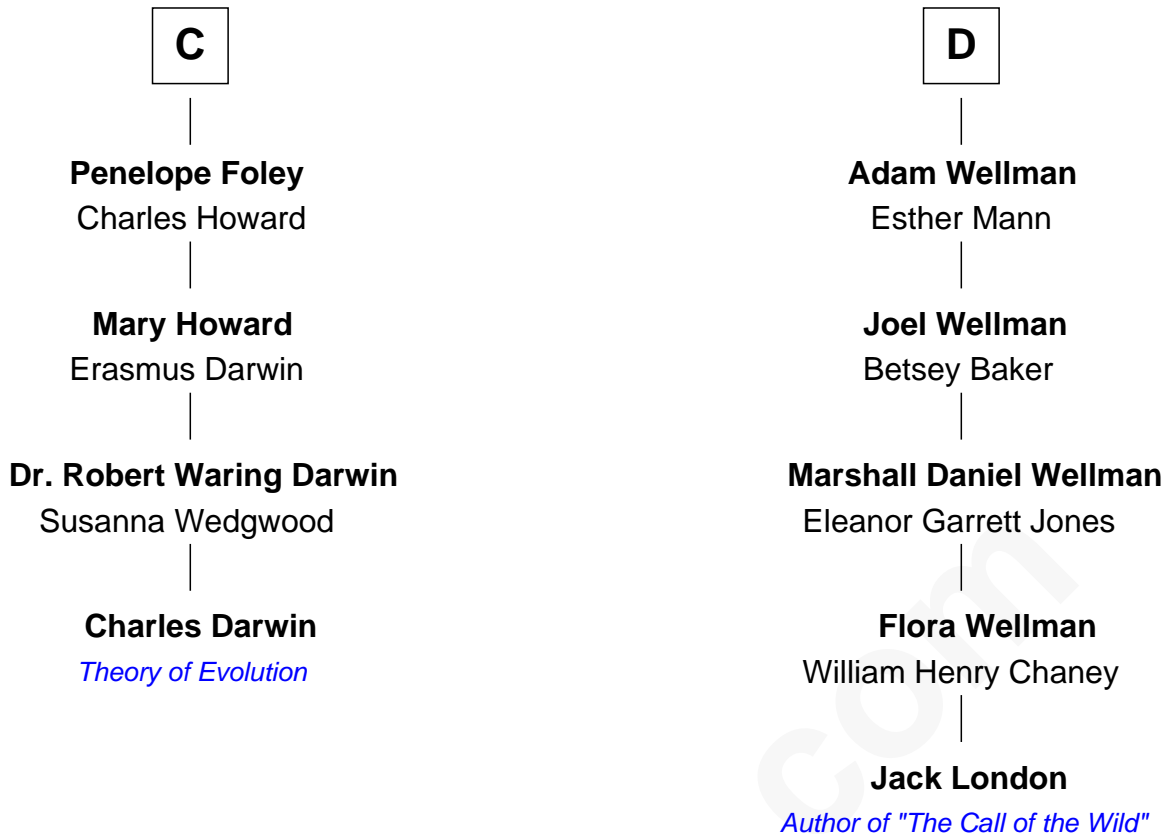 C
Penelope Foley
Charles Howard
Mary Howard
Erasmus Darwin
Dr. Robert Waring Darwin
Susanna Wedgwood
Charles Darwin
Theory of Evolution
D
Adam Wellman
Esther Mann
Joel Wellman
Betsey Baker
Marshall Daniel Wellman
Eleanor Garrett Jones
Flora Wellman
William Henry Chaney
Jack London
Author of "The Call of the Wild"
com